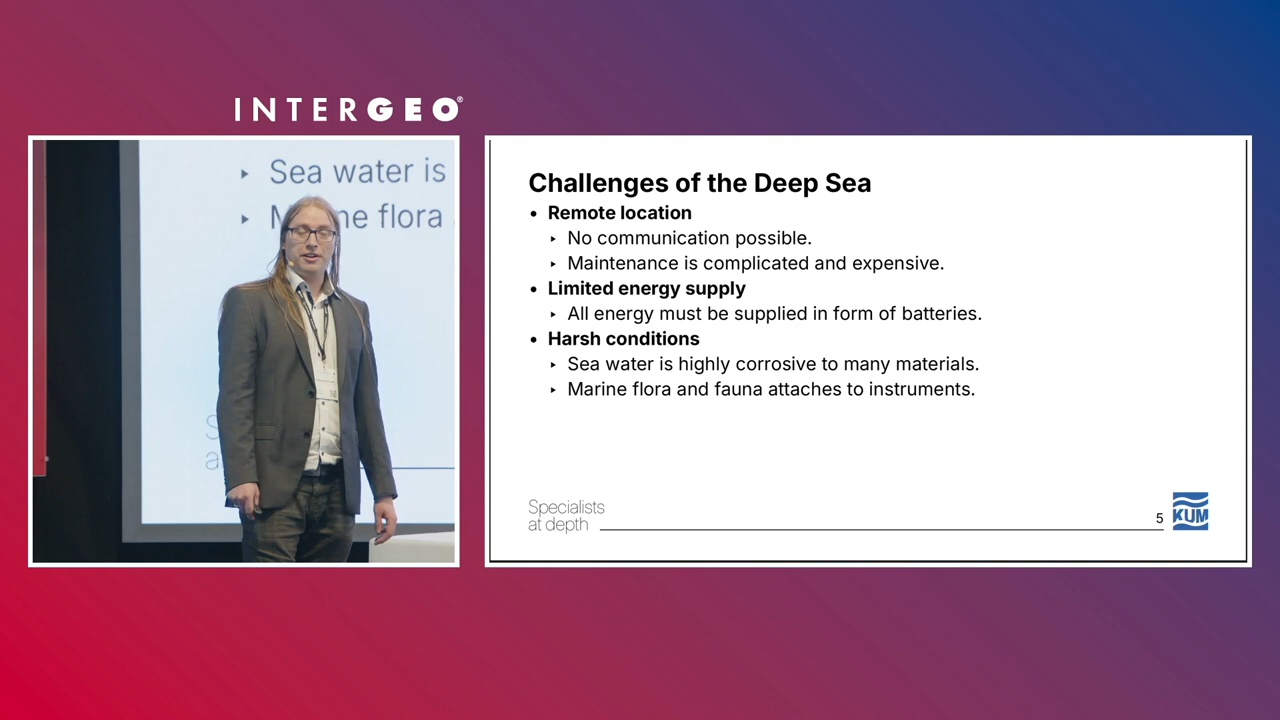 INTERGEO®
Sea water is
Marine flora
Challenges of the Deep Sea
• Remote location
‣ No communication possible.
‣ Maintenance is complicated and expensive.
• Limited energy supply
‣ All energy must be supplied in form of batteries.
• Harsh conditions
‣ Sea water is highly corrosive to many materials.
‣ Marine flora and fauna attaches to instruments.
Specialists
at depth
5
KUM